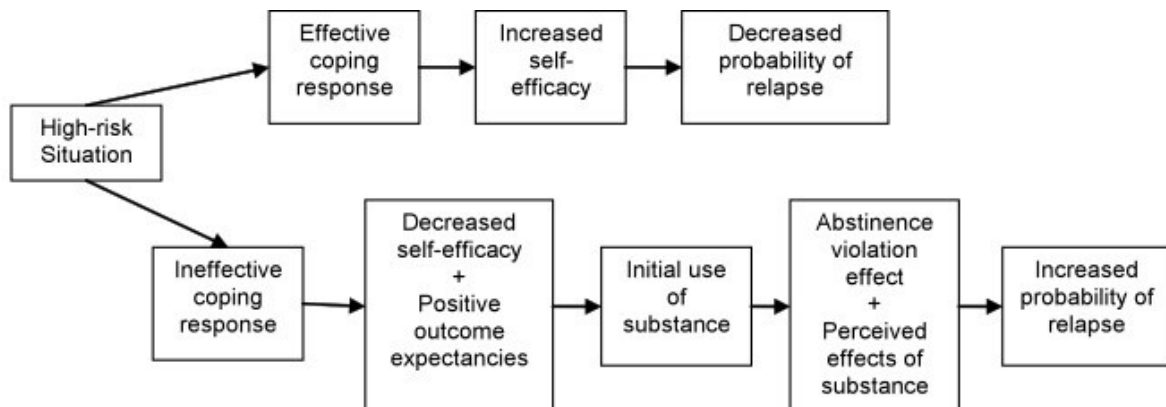 Effective
coping
response
Increased
self-
efficacy
Decreased
probability of
relapse
High-risk
Situation
Ineffective
coping
response
Decreased
self-efficacy
+
Positive
outcome
expectancies
Initial use of
substance
Abstinence
violation
effect
+
Perceived
effects of
substance
Increased
probability of
relapse